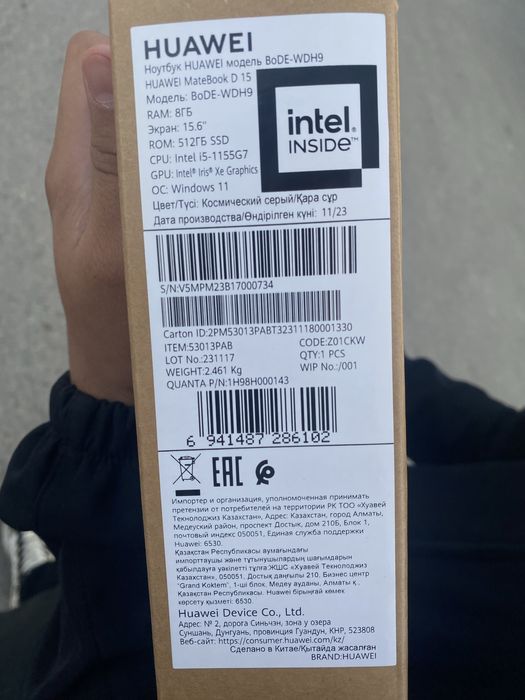 HUAWEI
Ноутбук HUAWEI модель BoDE-WDH9
HUAWEI MateBook D 15
Модель: BoDE-WDH9
RAM: 8ГБ
Экран: 15.6"
ROM: 512ГБ SSD
CPU: Intel i5-1155G7
GPU: Intel® Iris® Xe Graphics
ОС: Windows 11
intel.
INSIDE™
Цвет/Түсі: Космический серый/Қара сұр
Дата производства/Өндірілген күні: 11/23
S/N:V5MPM23B17000734
Carton ID:2PM53013PABT32311180001330
ITEM:53013PAB CODE:Z01CKW
LOT No.:231117 QTY:1 PCS
WEIGHT:2.461 Kg WIP No.:/001
QUANTA P/N:1H98H000143
6 941487 286102
EAC
Импортер и организация, уполномоченная принимать
претензии от потребителей на территории РК ТОО «Хуавей
Текнолоджиз Казахстан», Адрес: Казахстан, город Алматы,
Медеуский район, проспект Достык, дом 210Б, Блок 1,
почтовый индекс 050051, Единая служба поддержки
Huawei: 6530.
Қазақстан Республикасы аумағындағы
импорттаушы және тұтынушылардың шағымдарын
қабылдауға уәкілетті тұлға ЖШС «Хуавей Текнолоджиз
Казахстан», 050051, Достық даңғылы 210, Бизнес центр
"Grand Koktem", 1-ші блок, Медеу ауданы, Алматы қ.,
Қазақстан Республикасы. Huawei бірыңғай көмек
көрсету қызметі: 6530.
Huawei Device Co., Ltd.
Адрес: № 2, дорога Синьчэн, зона у озера
Суншань, Дунгуань, провинция Гуандун, КНР, 523808
Веб-сайт: https://consumer.huawei.com/kz/
Сделано в Китае/Қытайда жасалған
BRAND:HUAWEI